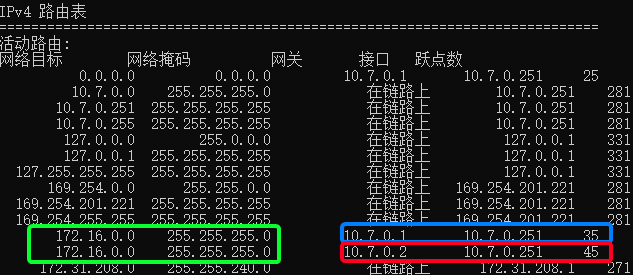 IPv4 路由表
===========================================================================
活动路由:
网络目标 网络掩码 网关 接口 跃点数
0.0.0.0 0.0.0.0 10.7.0.1 10.7.0.251 25
10.7.0.0 255.255.255.0 在链路上 10.7.0.251 281
10.7.0.251 255.255.255.255 在链路上 10.7.0.251 281
10.7.0.255 255.255.255.255 在链路上 10.7.0.251 281
127.0.0.0 255.0.0.0 在链路上 127.0.0.1 331
127.0.0.1 255.255.255.255 在链路上 127.0.0.1 331
127.255.255.255 255.255.255.255 在链路上 127.0.0.1 331
169.254.0.0 255.255.0.0 在链路上 169.254.201.221 281
169.254.201.221 255.255.255.255 在链路上 169.254.201.221 281
169.254.255.255 255.255.255.255 在链路上 169.254.201.221 281
172.16.0.0 255.255.255.0 10.7.0.1 10.7.0.251 35
172.16.0.0 255.255.255.0 10.7.0.2 10.7.0.251 45
172.31.208.0 255.255.240.0 在链路上 172.31.208.1 271